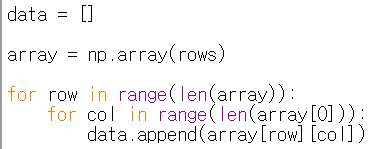 data = []
array = np.array(rows)
for row in range(len(array)):
    for col in range(len(array[0])):
        data.append(array[row][col])